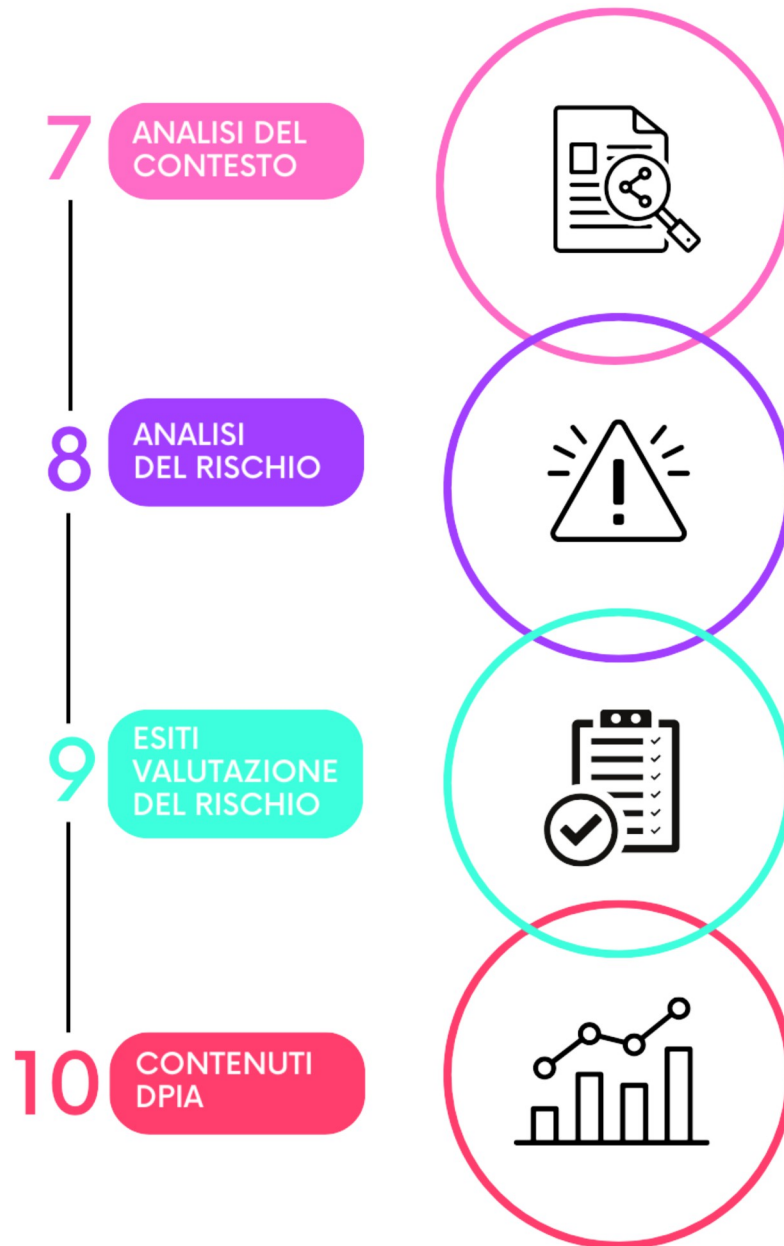 7
ANALISI DEL
CONTESTO
8
ANALISI
DEL RISCHIO
9
ESITI
VALUTAZIONE
DEL RISCHIO
10
CONTENUTI
DPIA